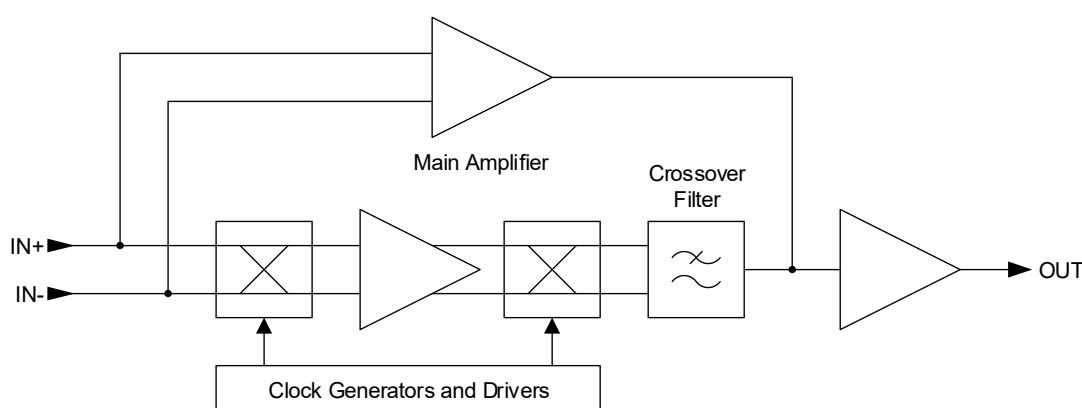 Main Amplifier
Crossover
Filter
IN+
IN-
OUT
Clock Generators and Drivers